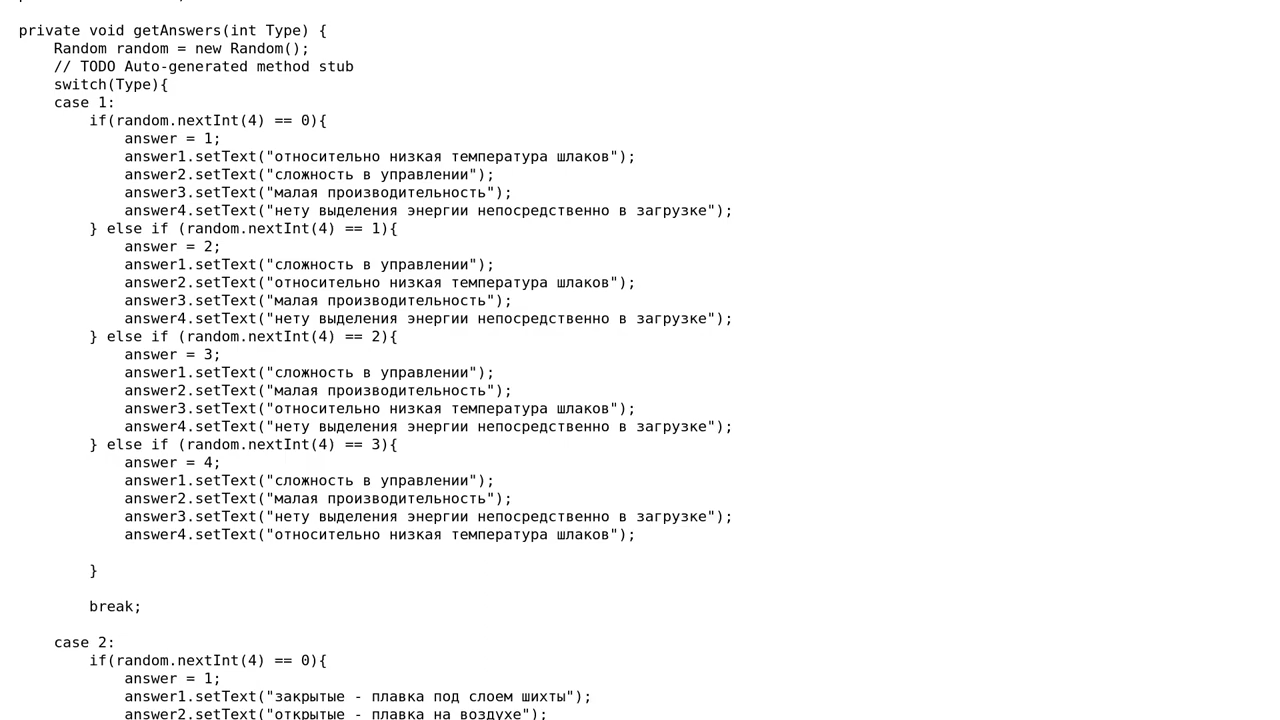 private void getAnswers(int Type) {
Random random = new Random();
// TODO Auto-generated method stub
switch(Type){
case 1:
if(random.nextInt(4) == 0){
answer = 1;
answer1.setText("относительно низкая температура шлаков");
answer2.setText("сложность в управлении");
answer3.setText("малая производительность");
answer4.setText("нету выделения энергии непосредственно в загрузке");
} else if (random.nextInt(4) == 1){
answer = 2;
answer1.setText("сложность в управлении");
answer2.setText("относительно низкая температура шлаков");
answer3.setText("малая производительность");
answer4.setText("нету выделения энергии непосредственно в загрузке");
} else if (random.nextInt(4) == 2){
answer = 3;
answer1.setText("сложность в управлении");
answer2.setText("малая производительность");
answer3.setText("относительно низкая температура шлаков");
answer4.setText("нету выделения энергии непосредственно в загрузке");
} else if (random.nextInt(4) == 3){
answer = 4;
answer1.setText("сложность в управлении");
answer2.setText("малая производительность");
answer3.setText("нету выделения энергии непосредственно в загрузке");
answer4.setText("относительно низкая температура шлаков");
}
break;
case 2:
if(random.nextInt(4) == 0){
answer = 1;
answer1.setText("закрытые - плавка под слоем шихты");
answer2.setText("открытые - плавка на воздухе");